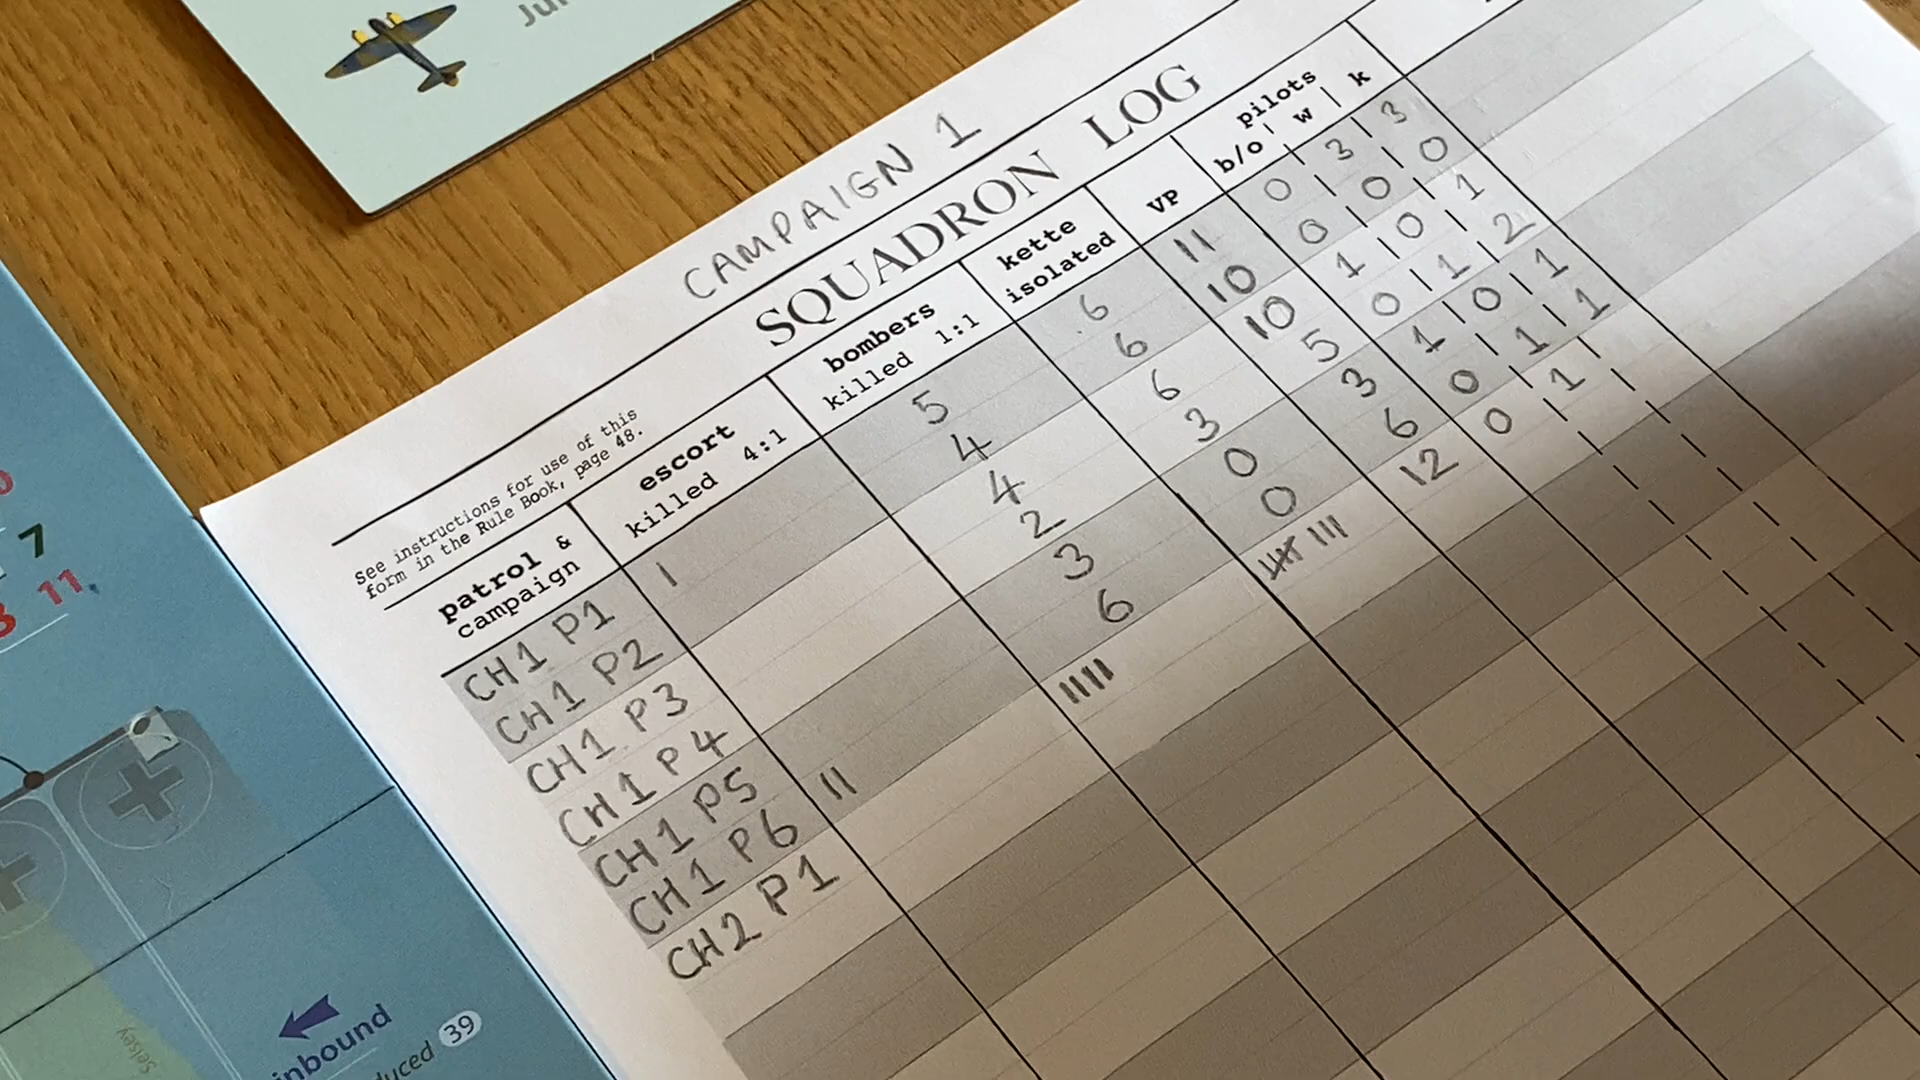 Ju
CAMPAIGN 1
SQUADRON LOG
See instructions for use of this
form in the Rule Book, page 48.
patrol &
campaign
escort
killed 4:1
bombers
killed 1:1
kette
isolated
VP
pilots
b/o | w | k
CH1 P1 | 5 6 11 0 | 3 | 3
CH1 P2 4 6 10 0 | 0 | 0
CH1 P3 4 6 10 1 | 0 | 1
CH1 P4 2 3 5 0 | 1 | 2
CH1 P5 3 0 3 1 | 0 | 1
CH1 P6 6 0 6 0 | 1 | 1
CH2 P1 || |||| 卌 ||| 12 0 | 1 |
7
11
inbound
39
Selsey